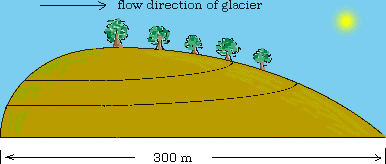 flow direction of glacier
300 m